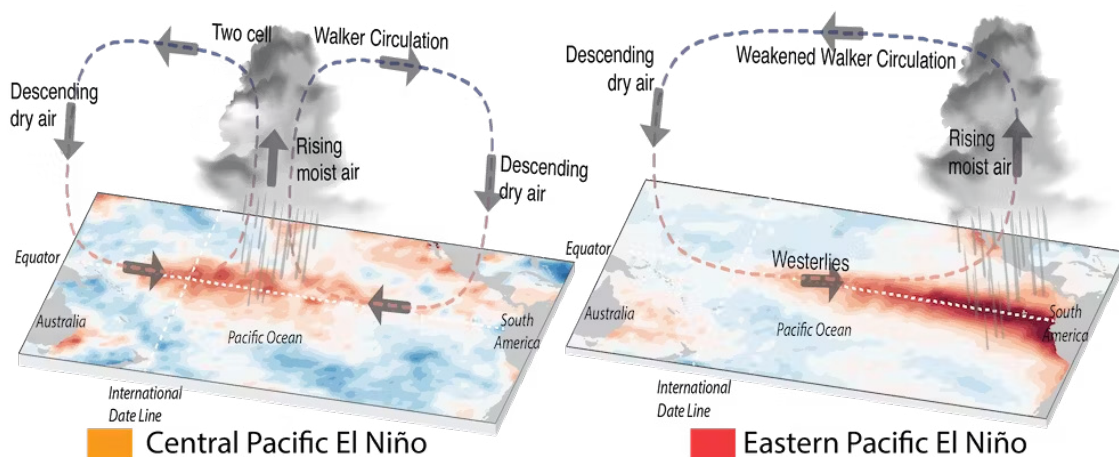 Two cell
Walker Circulation
Descending
dry air
Rising
moist air
Descending
dry air
Equator
Australia
Pacific Ocean
South
America
International
Date Line
Central Pacific El Niño
Descending
dry air
Weakened Walker Circulation
Rising
moist air
Equator
Westerlies
Australia
Pacific Ocean
South
America
International
Date Line
Eastern Pacific El Niño